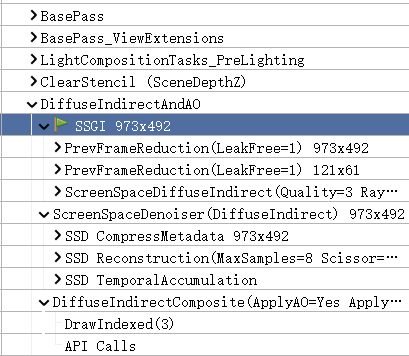 BasePass
BasePass_ViewExtensions
LightCompositionTasks_PreLighting
ClearStencil (SceneDepthZ)
DiffuseIndirectAndAO
SSGI 973x492
PrevFrameReduction(LeakFree=1) 973x492
PrevFrameReduction(LeakFree=1) 121x61
ScreenSpaceDiffuseIndirect(Quality=3 Ray⋯
ScreenSpaceDenoiser(DiffuseIndirect) 973x492
SSD CompressMetadata 973x492
SSD Reconstruction(MaxSamples=8 Scissor=⋯
SSD TemporalAccumulation
DiffuseIndirectComposite(ApplyAO=Yes Apply⋯
DrawIndexed(3)
API Calls